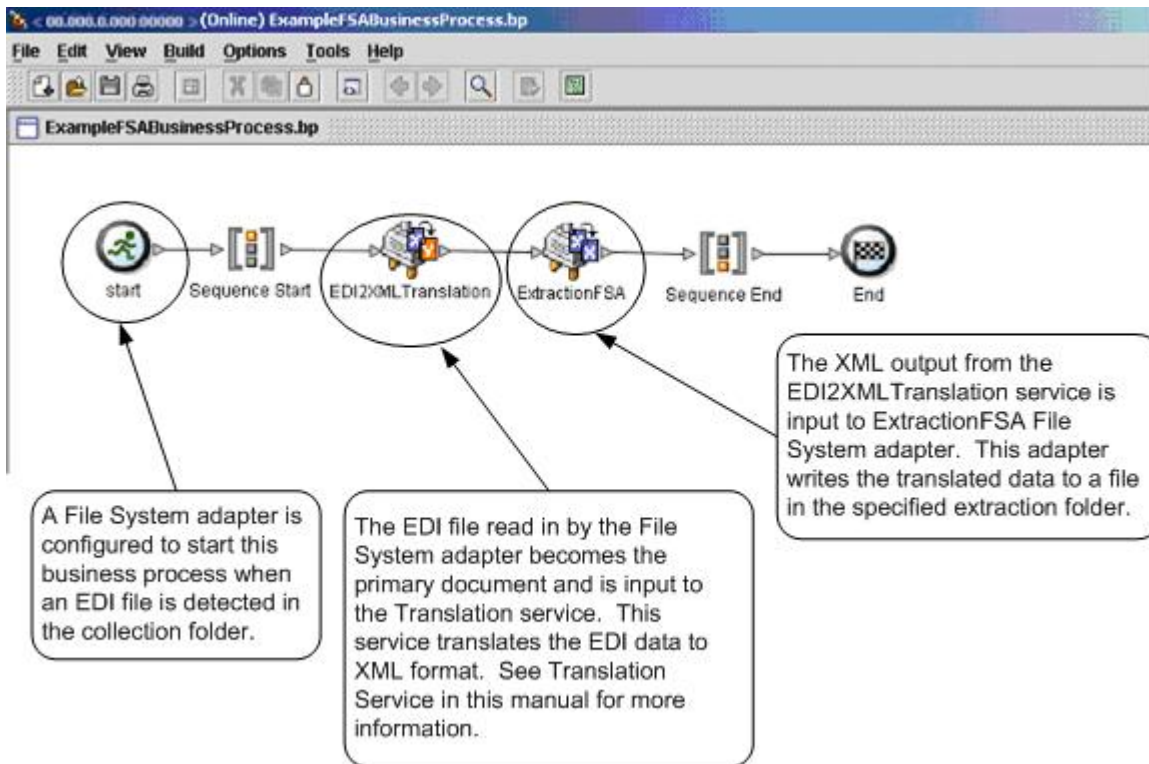 < 00.000.0.000:00000 > (Online) ExampleFSABusinessProcess.bp
File Edit View Build Options Tools Help
ExampleFSABusinessProcess.bp
start
Sequence Start
EDI2XMLTranslation
ExtractionFSA
Sequence End
End
A File System adapter is
configured to start this
business process when
an EDI file is detected in
the collection folder.
The EDI file read in by the File
System adapter becomes the
primary document and is input to
the Translation service. This
service translates the EDI data to
XML format. See Translation
Service in this manual for more
information.
The XML output from the
EDI2XMLTranslation service is
input to ExtractionFSA File
System adapter. This adapter
writes the translated data to a file
in the specified extraction folder.